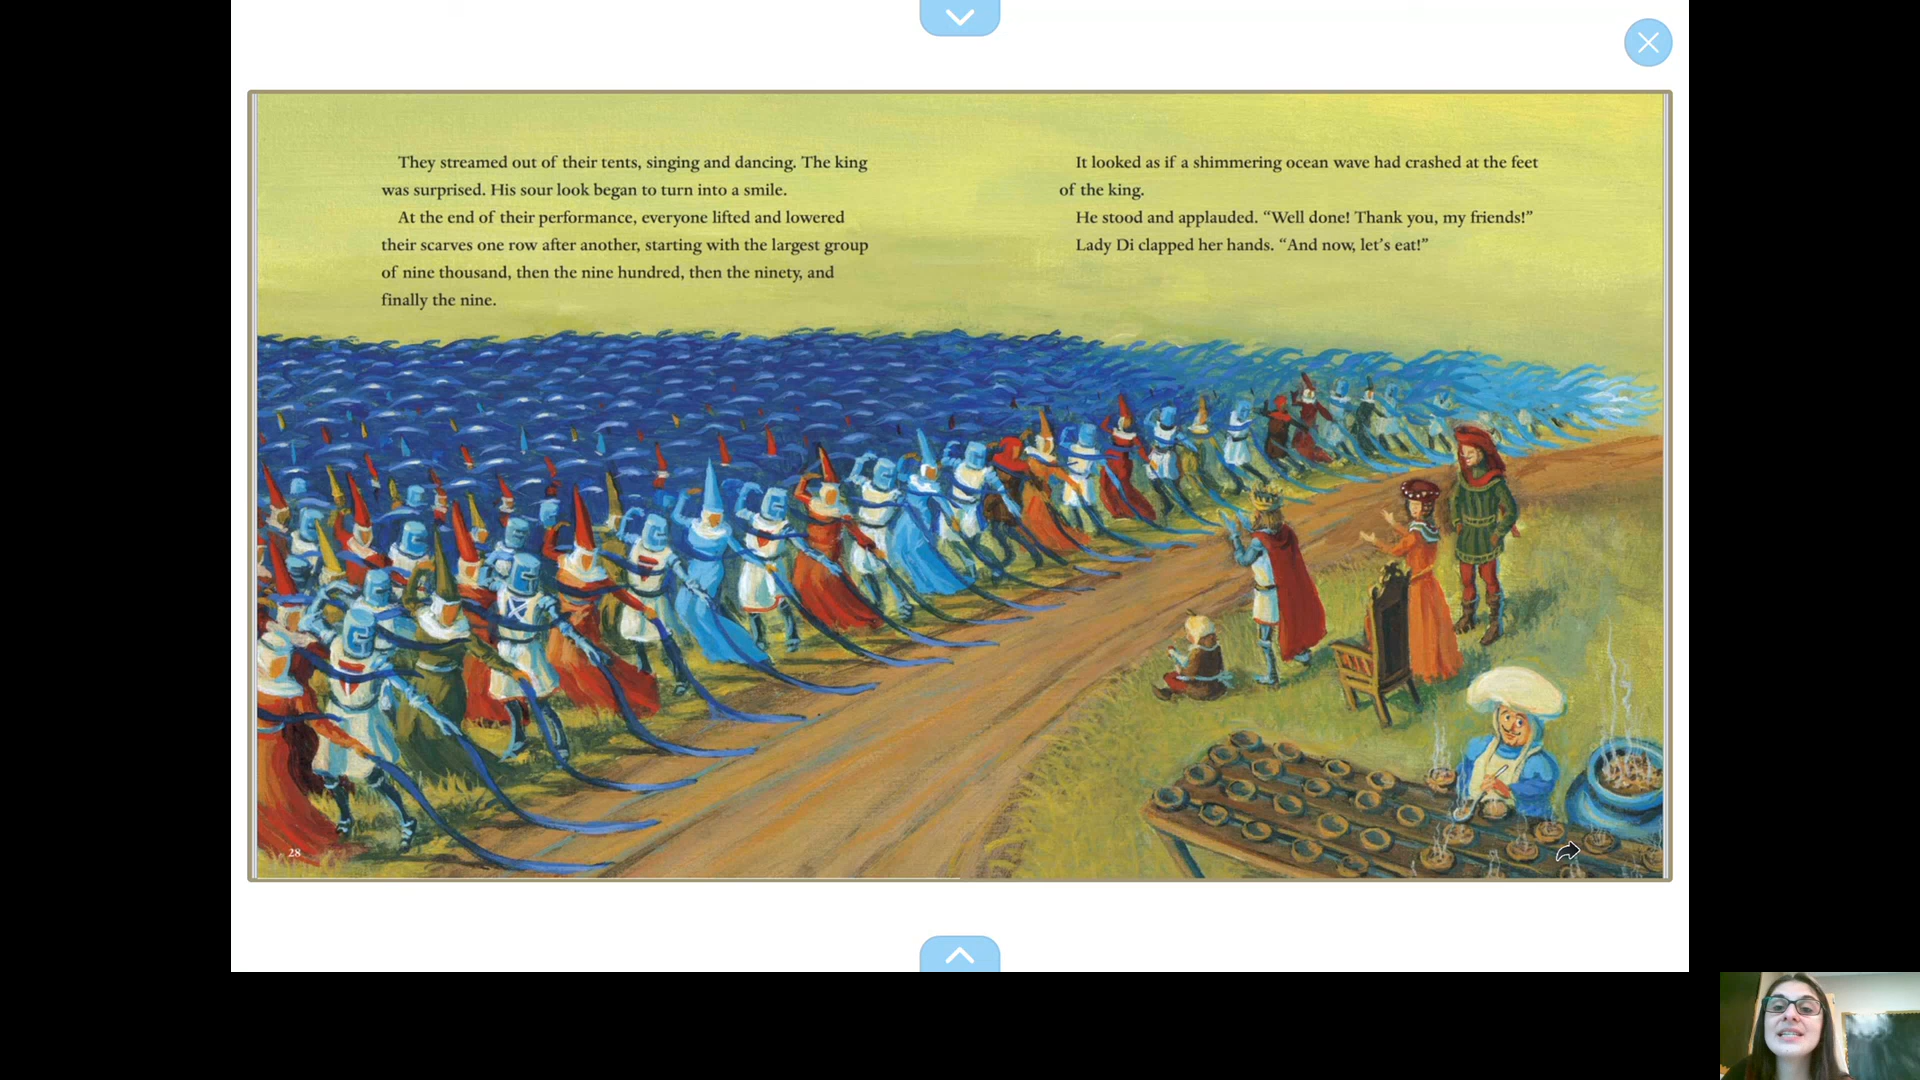 They streamed out of their tents, singing and dancing. The king
was surprised. His sour look began to turn into a smile.
At the end of their performance, everyone lifted and lowered
their scarves one row after another, starting with the largest group
of nine thousand, then the nine hundred, then the ninety, and
finally the nine.
It looked as if a shimmering ocean wave had crashed at the feet
of the king.
He stood and applauded. “Well done! Thank you, my friends!”
Lady Di clapped her hands. “And now, let’s eat!”
28